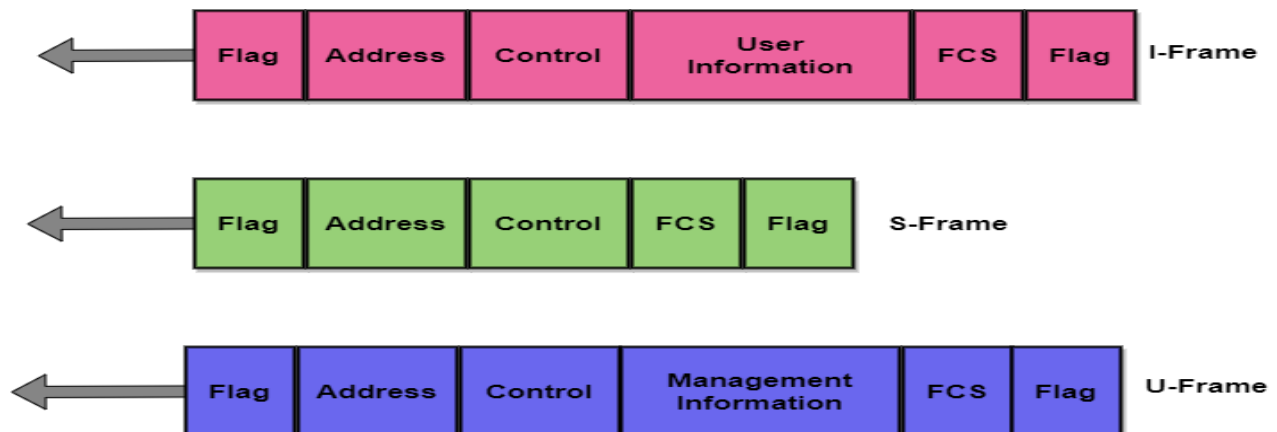 Flag Address Control User Information FCS Flag I-Frame
Flag Address Control FCS Flag S-Frame
Flag Address Control Management Information FCS Flag U-Frame